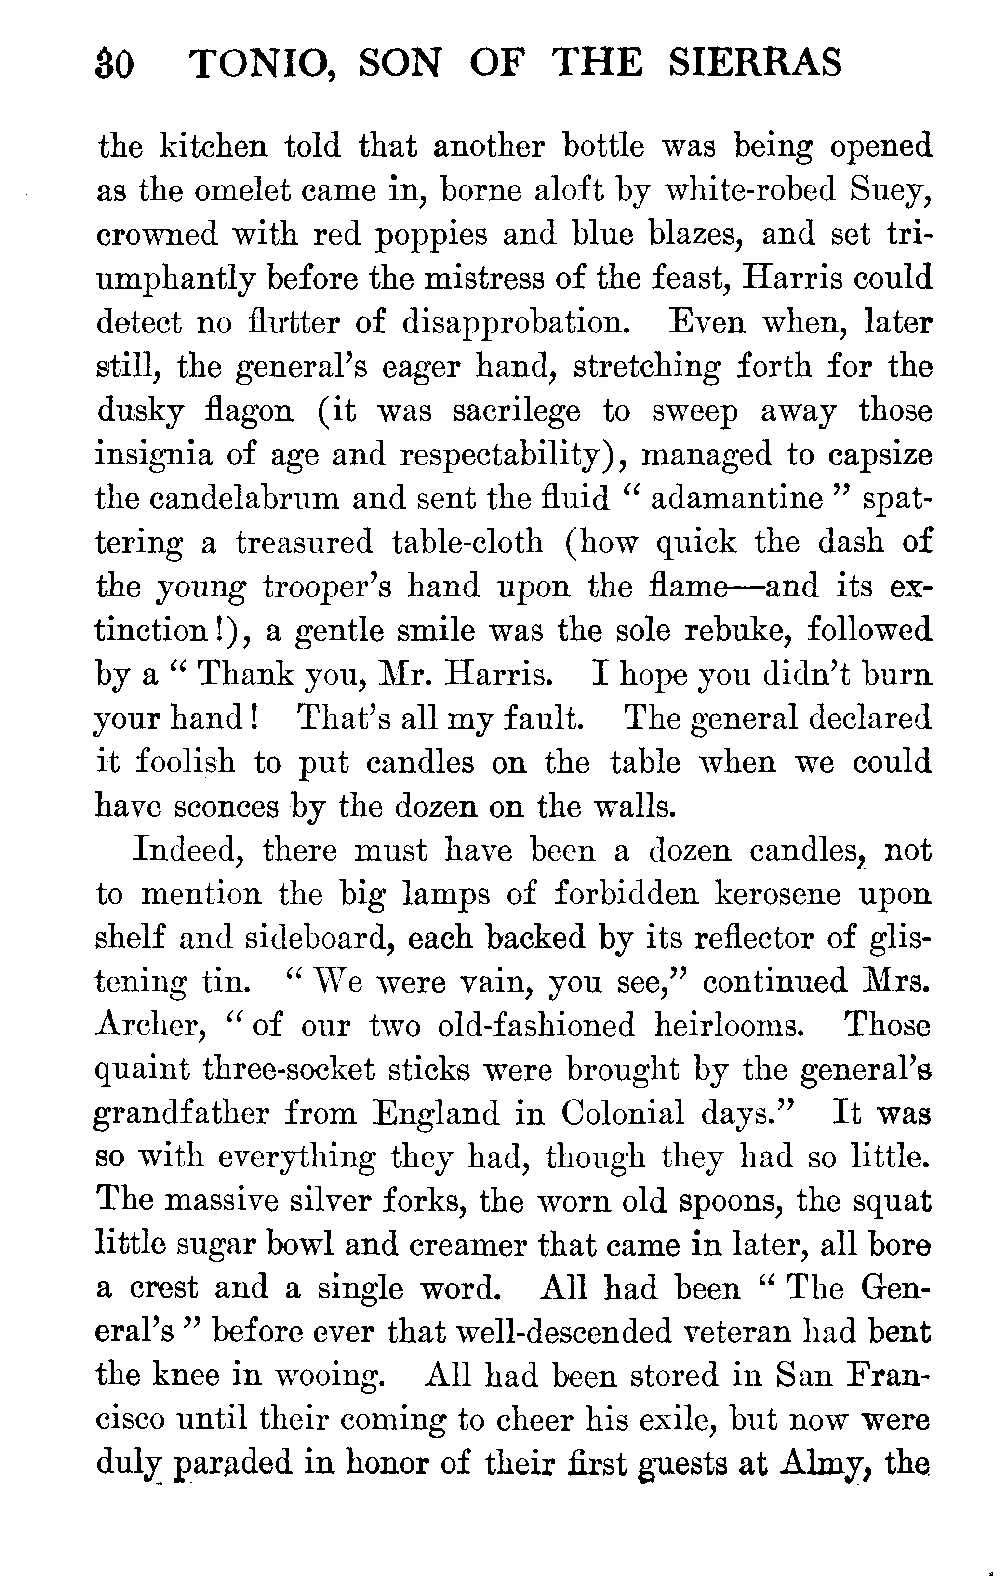 30 TONIO, SON OF THE SIERRAS
the kitchen told that another bottle was being opened
as the omelet came in, borne aloft by white-robed Suey,
crowned with red poppies and blue blazes, and set tri-
umphantly before the mistress of the feast, Harris could
detect no flutter of disapprobation. Even when, later
still, the general's eager hand, stretching forth for the
dusky flagon (it was sacrilege to sweep away those
insignia of age and respectability), managed to capsize
the candelabrum and sent the fluid “ adamantine ” spat-
tering a treasured table-cloth (how quick the dash of
the young trooper's hand upon the flame—and its ex-
tinction!), a gentle smile was the sole rebuke, followed
by a “ Thank you, Mr. Harris. I hope you didn't burn
your hand! That's all my fault. The general declared
it foolish to put candles on the table when we could
have sconces by the dozen on the walls.
Indeed, there must have been a dozen candles, not
to mention the big lamps of forbidden kerosene upon
shelf and sideboard, each backed by its reflector of glis-
tening tin. “ We were vain, you see,” continued Mrs.
Archer, “ of our two old-fashioned heirlooms. Those
quaint three-socket sticks were brought by the general's
grandfather from England in Colonial days.” It was
so with everything they had, though they had so little.
The massive silver forks, the worn old spoons, the squat
little sugar bowl and creamer that came in later, all bore
a crest and a single word. All had been “ The Gen-
eral's ” before ever that well-descended veteran had bent
the knee in wooing. All had been stored in San Fran-
cisco until their coming to cheer his exile, but now were
duly paraded in honor of their first guests at Almy, the